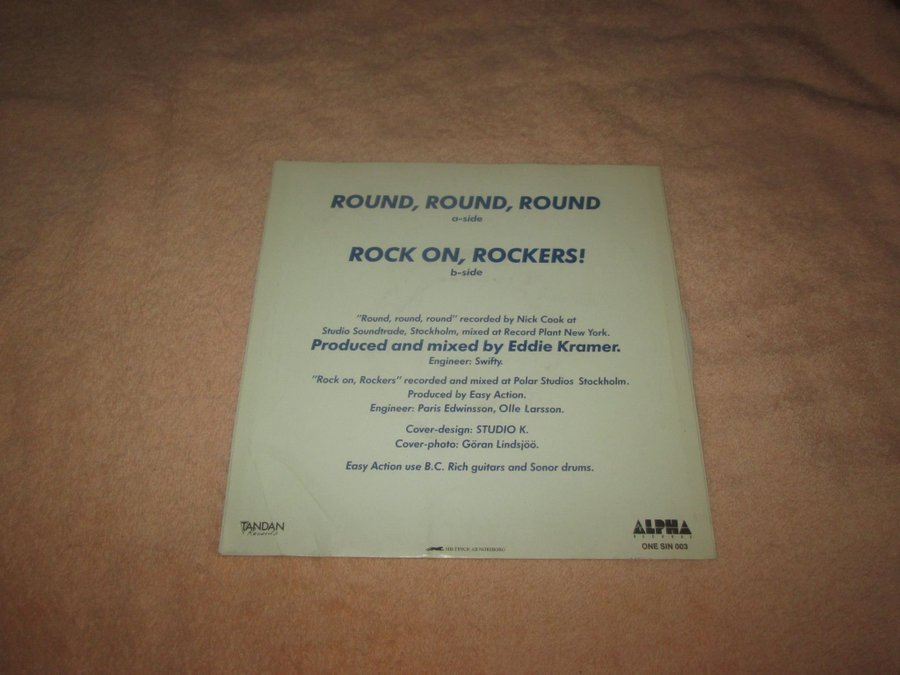 ROUND, ROUND, ROUND
a-side
ROCK ON, ROCKERS!
b-side
"Round, round, round" recorded by Nick Cook at
Studio Soundtrade, Stockholm, mixed at Record Plant New York.
Produced and mixed by Eddie Kramer.
Engineer: Swifty.
"Rock on, Rockers" recorded and mixed at Polar Studios Stockholm.
Produced by Easy Action.
Engineer: Paris Edwinsson, Olle Larsson.
Cover-design: STUDIO K.
Cover-photo: Göran Lindsjöö.
Easy Action use B.C. Rich guitars and Sonor drums.
TANDAN
Records
ALPHA
RECORDS
ONE SIN 003